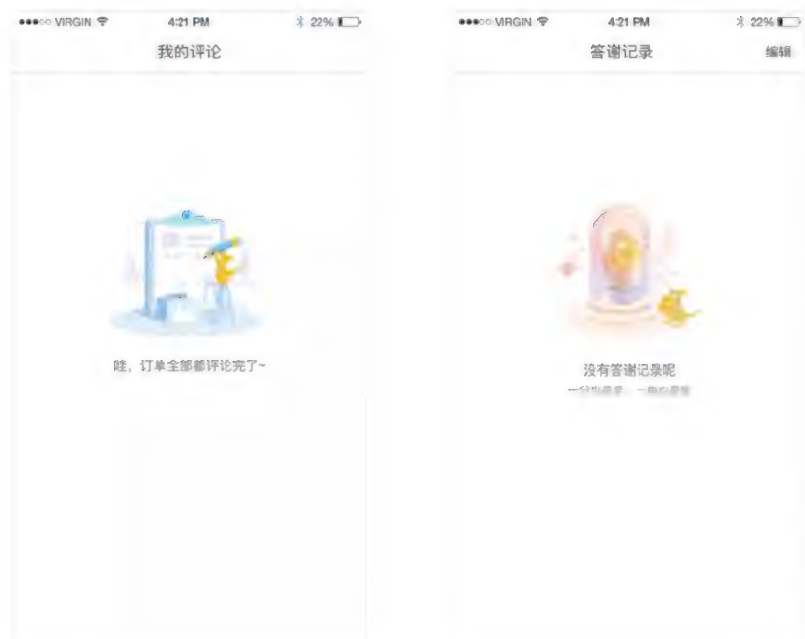 VIRGIN 4:21 PM 22%
我的评论
哇，订单全部都评论完了~
VIRGIN 4:21 PM 22%
答谢记录 编辑
没有答谢记录呢